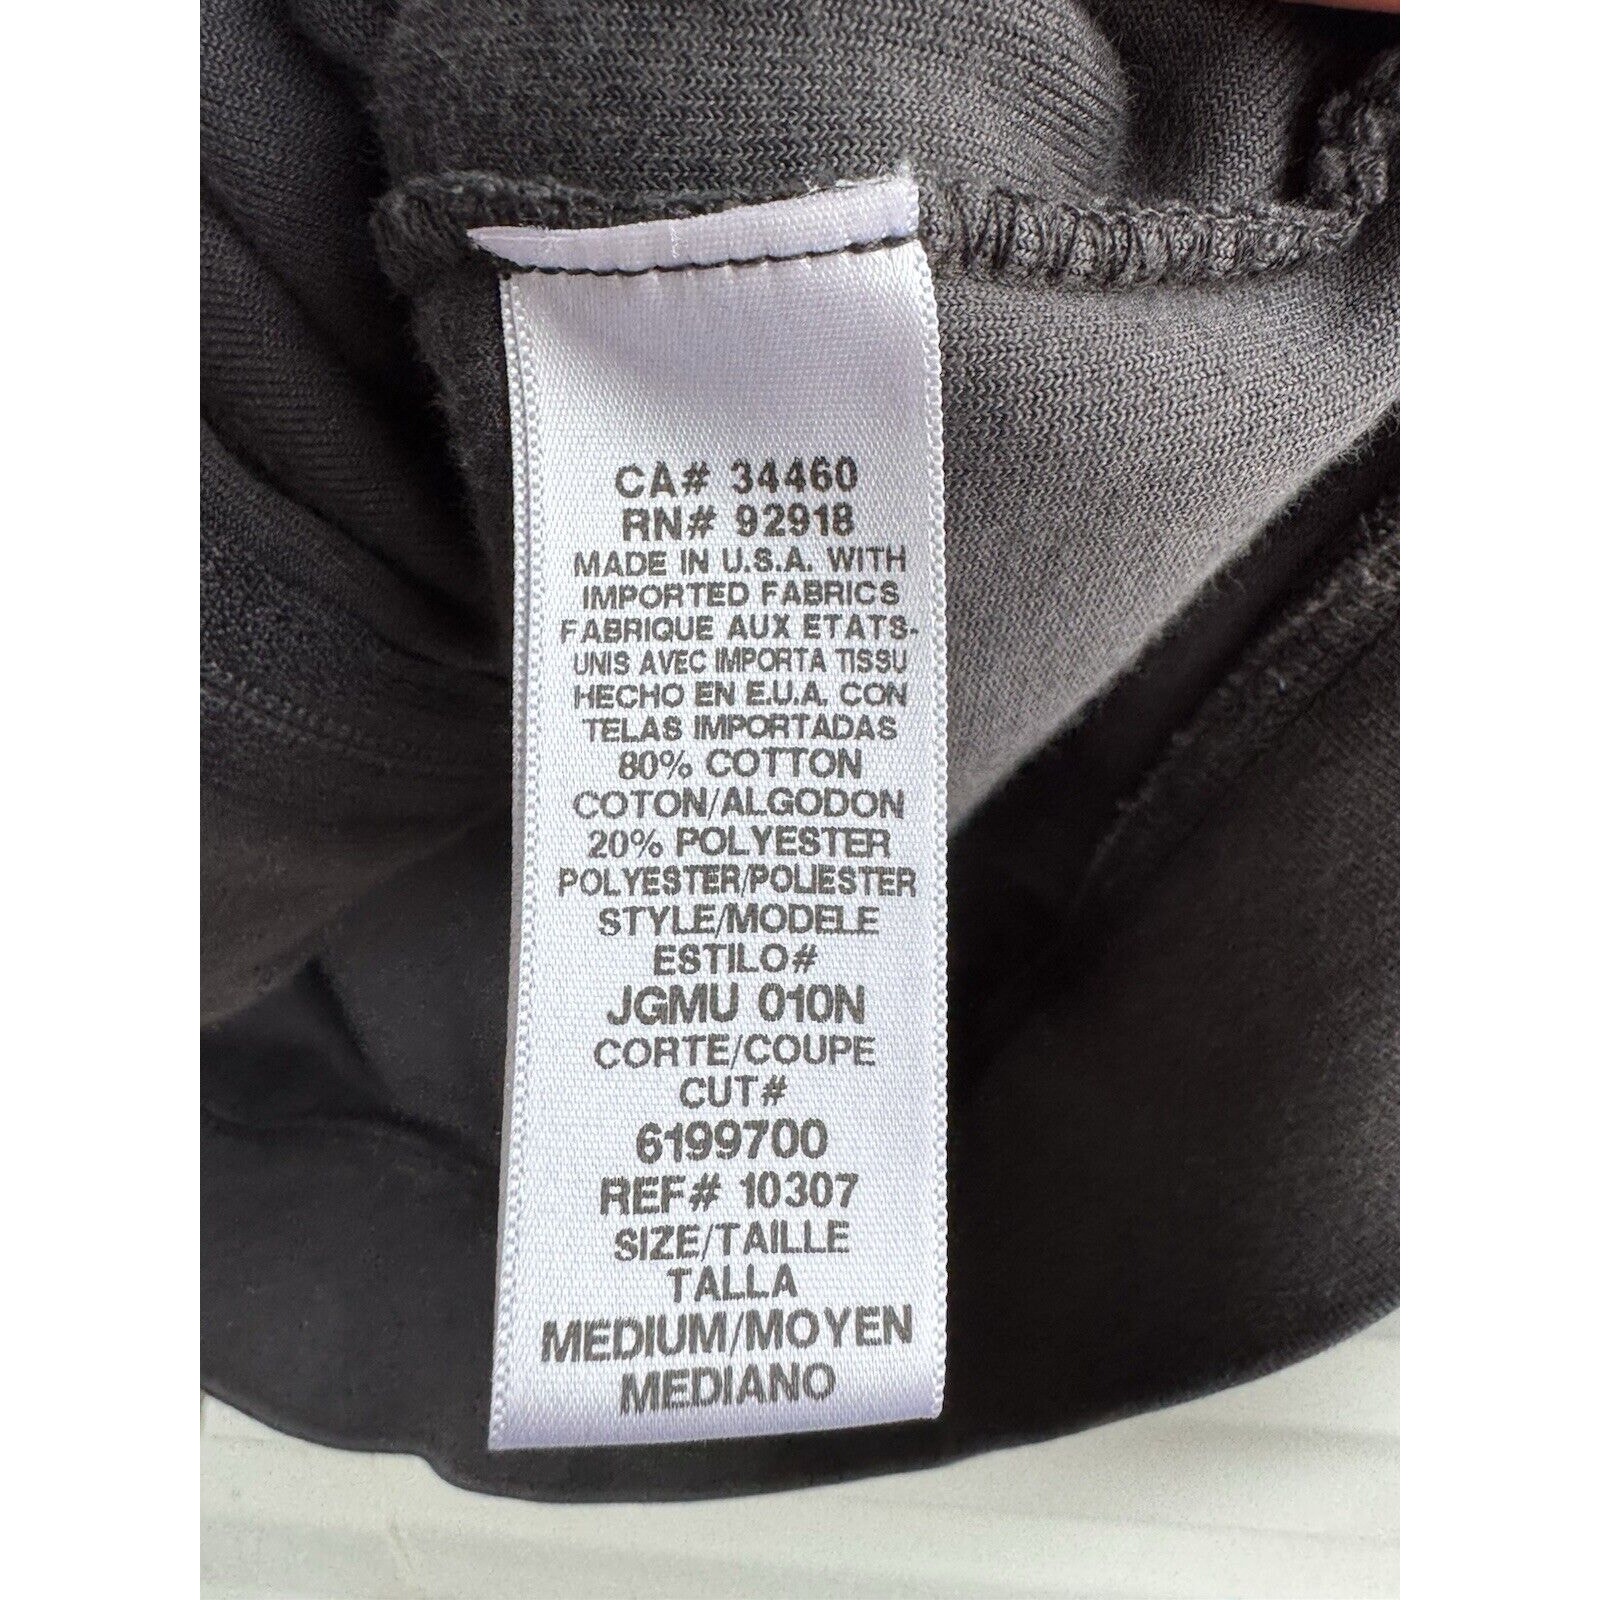 CA# 34460
RN# 92918
MADE IN U.S.A. WITH
IMPORTED FABRICS
FABRIQUE AUX ETATS-
UNIS AVEC IMPORTA TISSU
HECHO EN E.U.A. CON
TELAS IMPORTADAS
80% COTTON
COTON/ALGODON
20% POLYESTER
POLYESTER/POLIESTER
STYLE/MODELE
ESTILO#
JGMU 010N
CORTE/COUPE
CUT#
6199700
REF# 10307
SIZE/TAILLE
TALLA
MEDIUM/MOYEN
MEDIANO